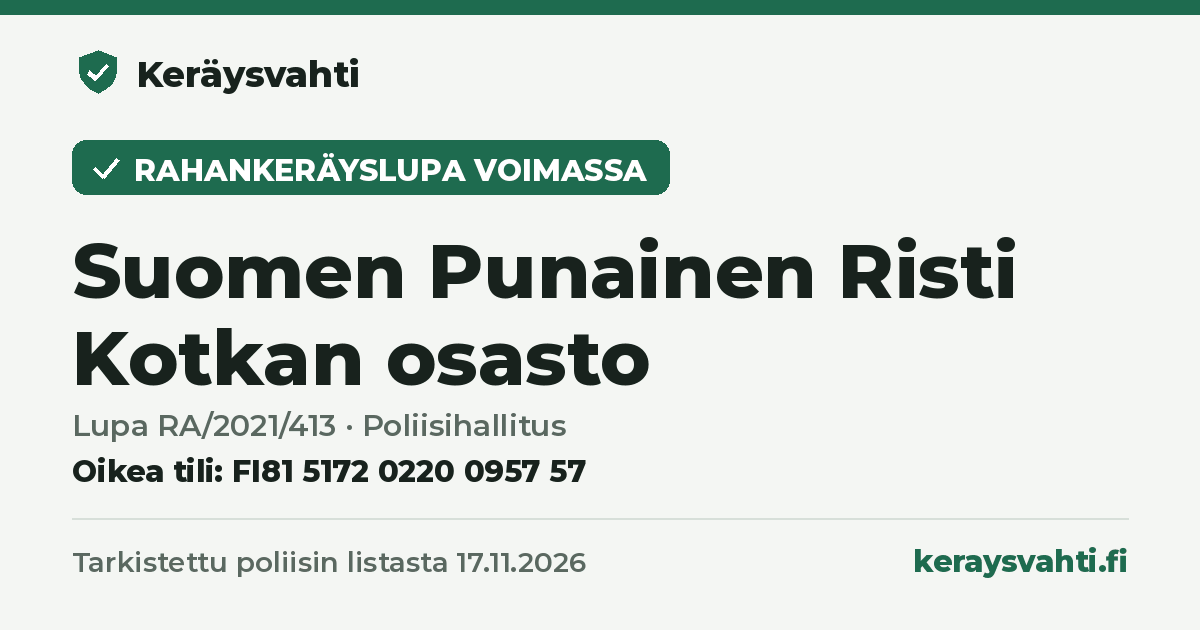 Keräysvahti
RAHANKERÄYSLUPA VOIMASSA
Suomen Punainen Risti
Kotkan osasto
Lupa RA/2021/413 · Poliisihallitus
Oikea tili: FI81 5172 0220 0957 57
Tarkistettu poliisin listasta 17.11.2026
keraysvahti.fi